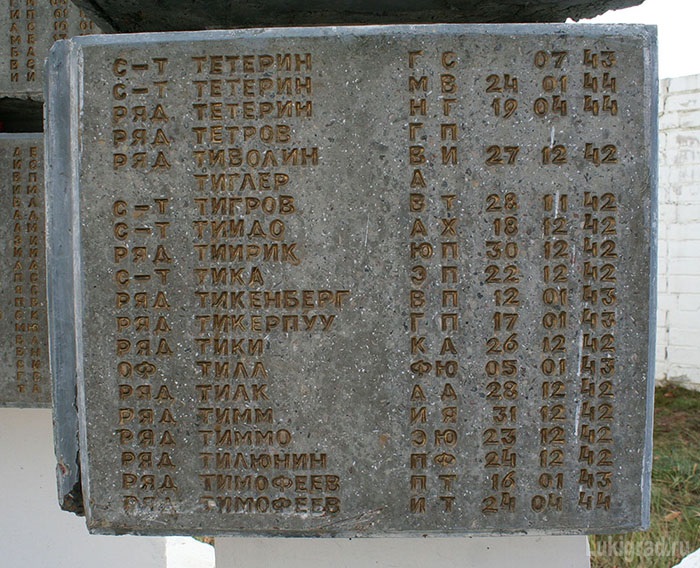 С-Т ТЕТЕРИН Г С 07 43
С-Т ТЕТЕРИН М В 24 01 44
РЯД ТЕТЕРИН Н Г 19 04 44
РЯД ТЕТРОВ Г П
РЯД ТИВОЛИН В И 27 12 42
ТИГЛЕР А
С-Т ТИГРОВ В Т 28 11 42
С-Т ТИИДО А Х 18 12 42
РЯД ТИИРИК Ю П 30 12 42
С-Т ТИКА Э П 22 12 42
РЯД ТИКЕНБЕРГ В П 12 01 43
РЯД ТИКЕРПУУ Г П 17 01 43
РЯД ТИКИ К А 26 12 42
ОФ ТИЛЛ Ф Ю 05 01 43
РЯД ТИЛК А А 28 12 42
РЯД ТИММ И Я 31 12 42
РЯД ТИММО Э Ю 23 12 42
РЯД ТИЛЮНИН П Ф 24 12 42
РЯД ТИМОФЕЕВ П Т 16 01 43
РЯД ТИМОФЕЕВ И Т 24 04 44
Lukigrad.ru